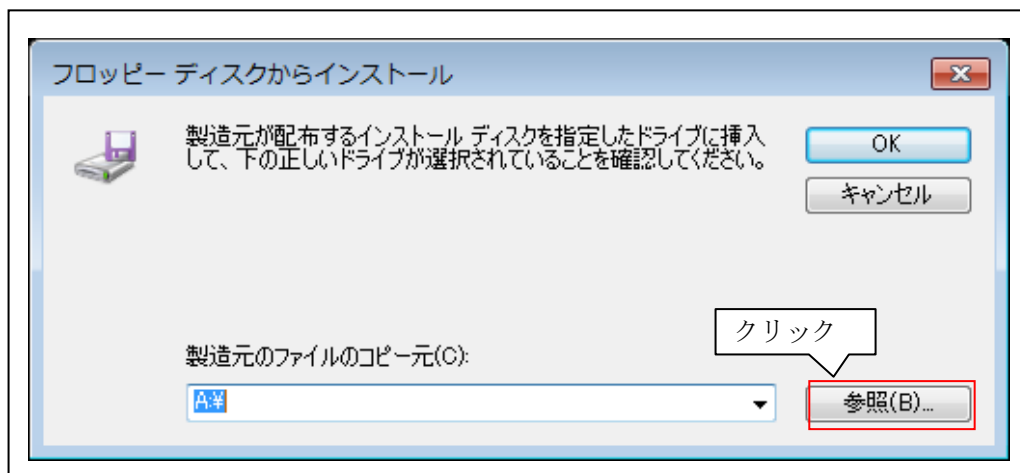 フロッピー ディスクからインストール
製造元が配布するインストール ディスクを指定したドライブに挿入
して、下の正しいドライブが選択されていることを確認してください。
OK
キャンセル
クリック
製造元のファイルのコピー元(C):
A:¥
参照(B)...